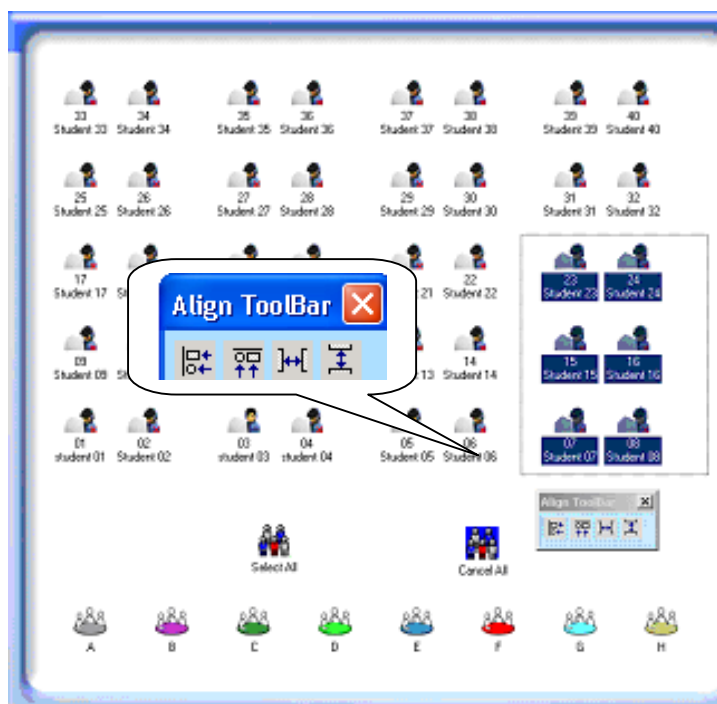 33 34 35 36 37 38 39 40
Student 33 Student 34 Student 35 Student 36 Student 37 Student 38 Student 39 Student 40
25 26 27 28 29 30 31 32
Student 25 Student 26 Student 27 Student 28 Student 29 Student 30 Student 31 Student 32
17 22 23 24
Student 17 21 Student 22 Student 23 Student 24
Align ToolBar
09 14 15 16
Student 09 13 Student 14 Student 15 Student 16
01 02 03 04 05 06 07 08
student 01 Student 02 student 03 student 04 Student 05 Student 06 Student 07 Student 08
Align ToolBar
Select All
Cancel All
A B C D E F G H